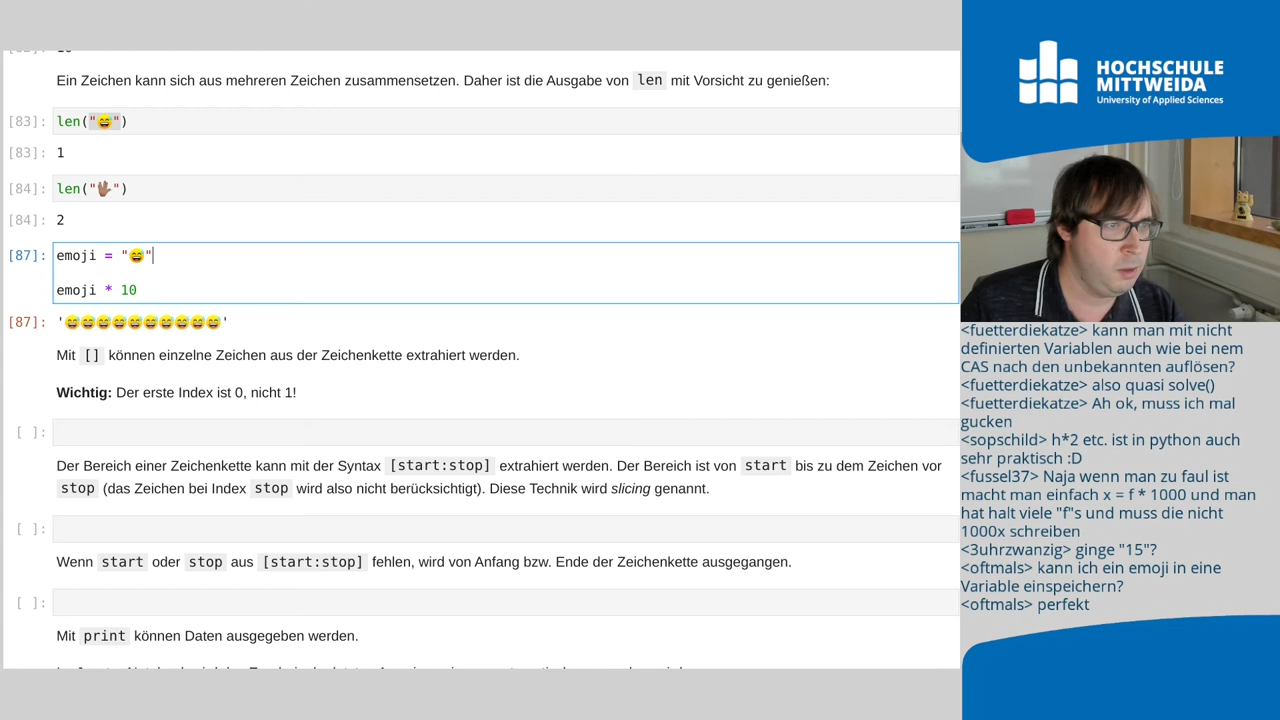 Ein Zeichen kann sich aus mehreren Zeichen zusammensetzen. Daher ist die Ausgabe von len mit Vorsicht zu genießen:
[83]: len("😅")
[83]: 1
[84]: len("🖖🏽")
[84]: 2
[87]: emoji = "😅"
emoji * 10
[87]: '😅😅😅😅😅😅😅😅😅😅'
Mit [] können einzelne Zeichen aus der Zeichenkette extrahiert werden.
Wichtig: Der erste Index ist 0, nicht 1!
[ ]:
Der Bereich einer Zeichenkette kann mit der Syntax [start:stop] extrahiert werden. Der Bereich ist von start bis zu dem Zeichen vor
stop (das Zeichen bei Index stop wird also nicht berücksichtigt). Diese Technik wird slicing genannt.
[ ]:
Wenn start oder stop aus [start:stop] fehlen, wird von Anfang bzw. Ende der Zeichenkette ausgegangen.
[ ]:
Mit print können Daten ausgegeben werden.
HOCHSCHULE
MITTWEIDA
University of Applied Sciences
<fuetterdiekatze> kann man mit nicht
definierten Variablen auch wie bei nem
CAS nach den unbekannten auflösen?
<fuetterdiekatze> also quasi solve()
<fuetterdiekatze> Ah ok, muss ich mal
gucken
<sopschild> h*2 etc. ist in python auch
sehr praktisch :D
<fussel37> Naja wenn man zu faul ist
macht man einfach x = f * 1000 und man
hat halt viele "f"s und muss die nicht
1000x schreiben
<3uhrzwanzig> ginge "15"?
<oftmals> kann ich ein emoji in eine
Variable einspeichern?
<oftmals> perfekt